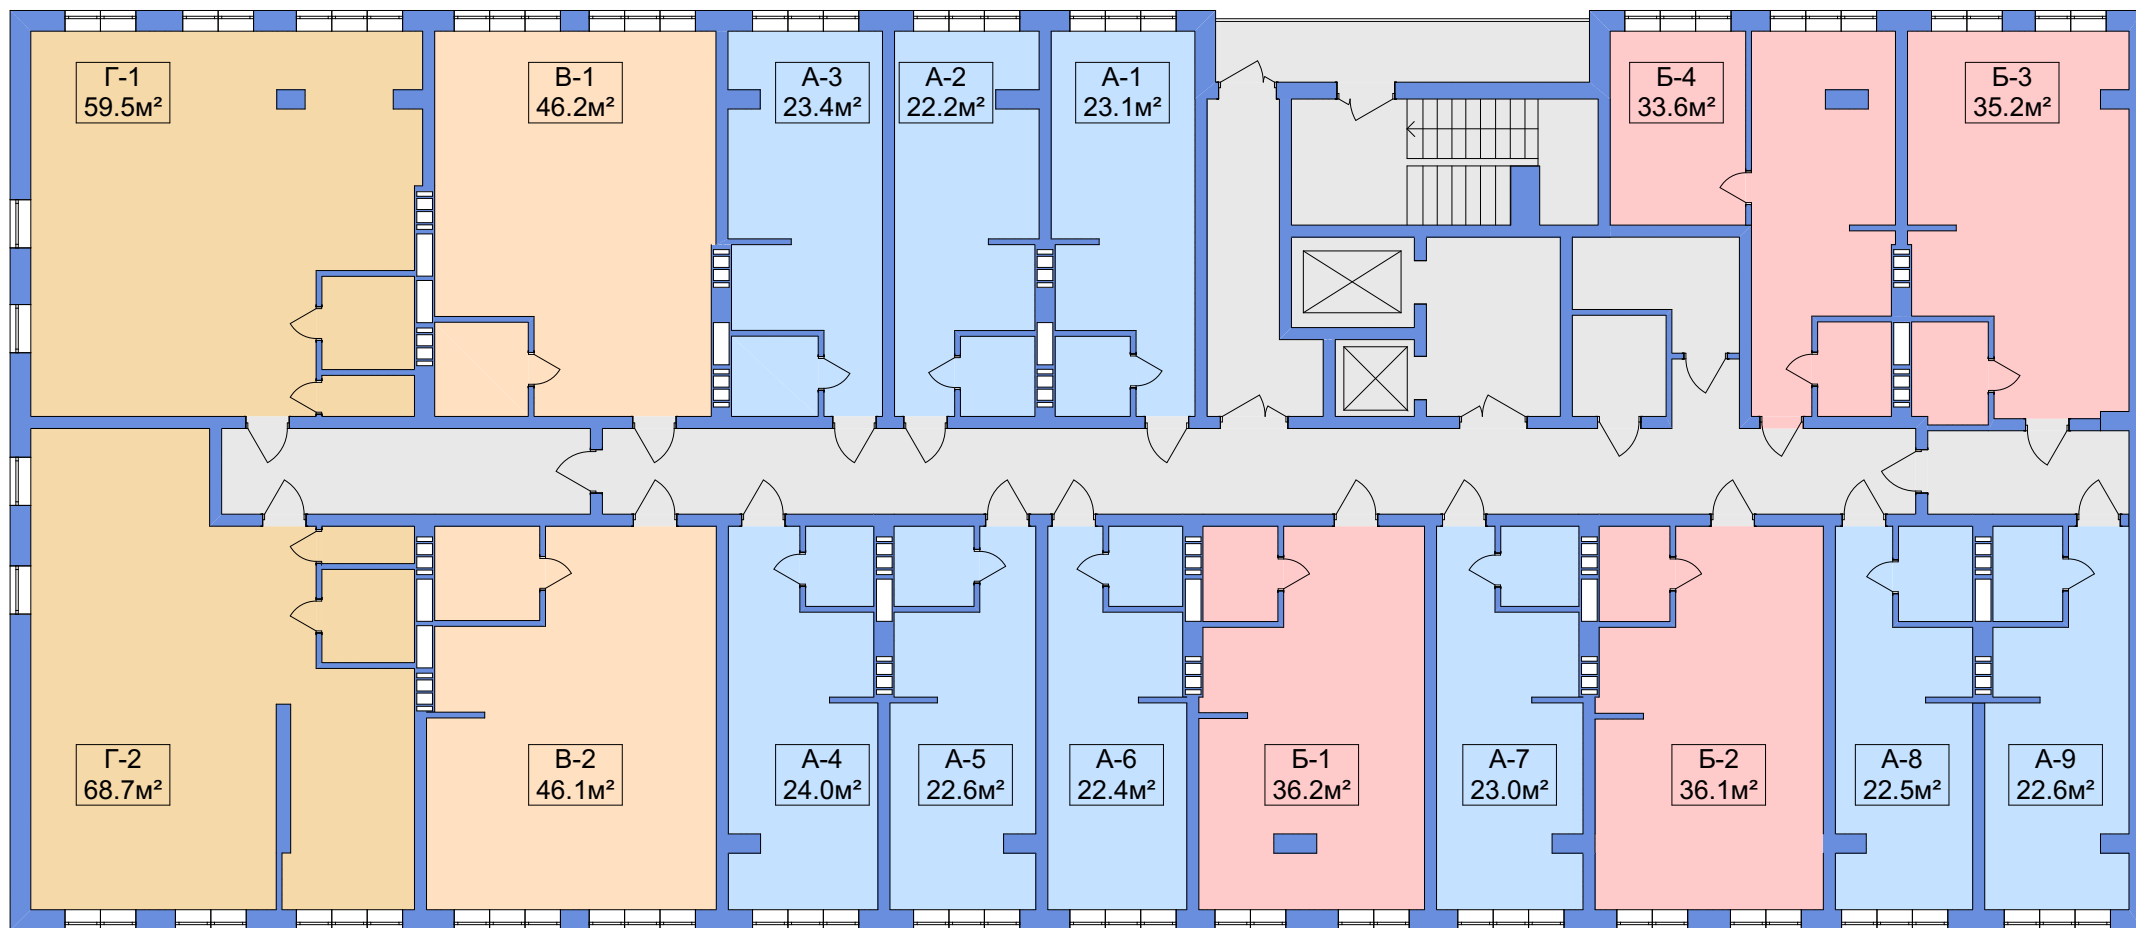 Г-1
59.5м²
В-1
46.2м²
А-3
23.4м²
А-2
22.2м²
А-1
23.1м²
Б-4
33.6м²
Б-3
35.2м²
Г-2
68.7м²
В-2
46.1м²
А-4
24.0м²
А-5
22.6м²
А-6
22.4м²
Б-1
36.2м²
А-7
23.0м²
Б-2
36.1м²
А-8
22.5м²
А-9
22.6м²